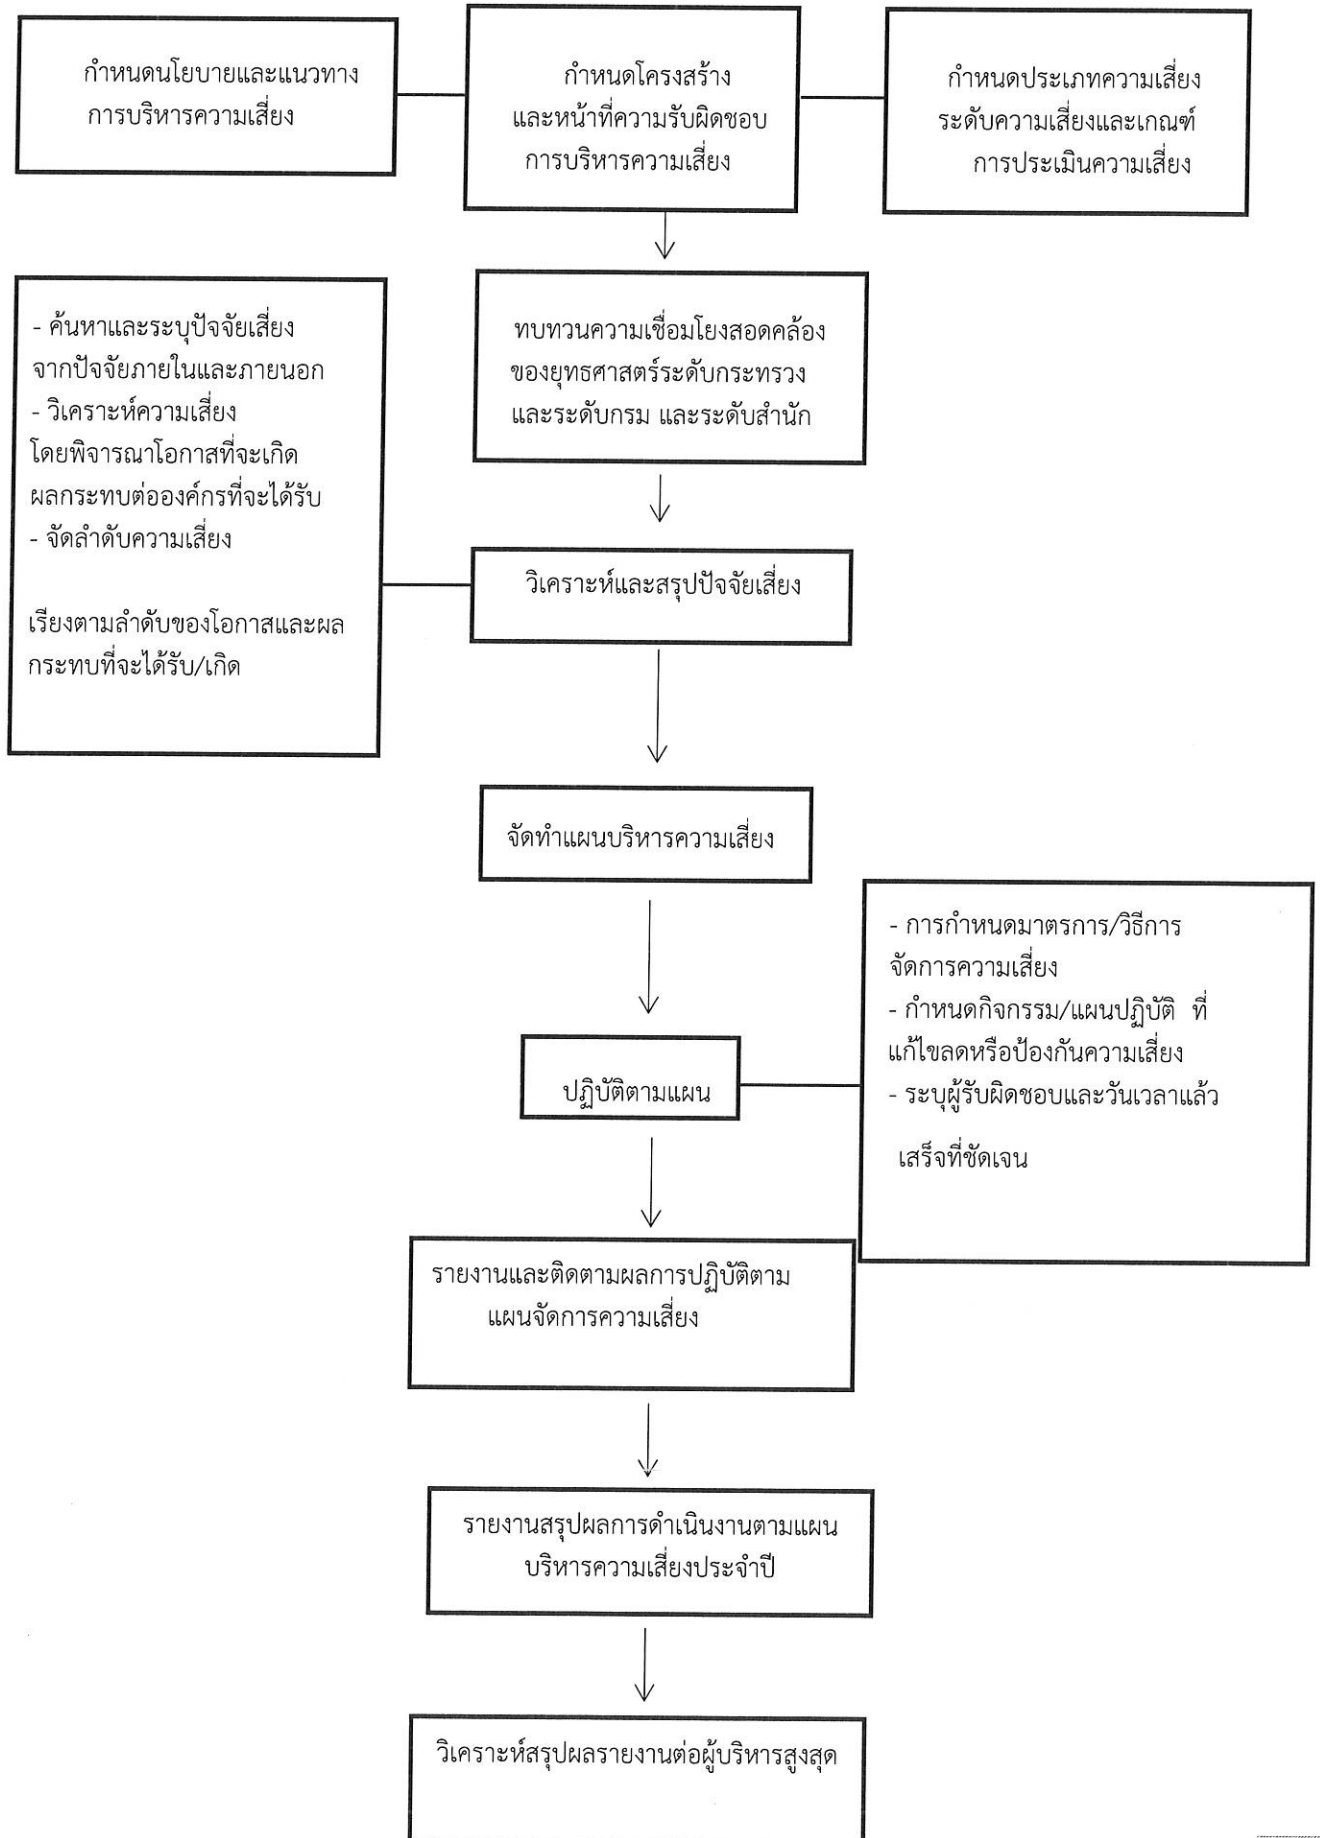 กำหนดนโยบายและแนวทาง
การบริหารความเสี่ยง
กำหนดโครงสร้าง
และหน้าที่ความรับผิดชอบ
การบริหารความเสี่ยง
กำหนดประเภทความเสี่ยง
ระดับความเสี่ยงและเกณฑ์
การประเมินความเสี่ยง
ทบทวนความเชื่อมโยงสอดคล้อง
ของยุทธศาสตร์ระดับกระทรวง
และระดับกรม และระดับสำนัก
- ค้นหาและระบุปัจจัยเสี่ยง
จากปัจจัยภายในและภายนอก
- วิเคราะห์ความเสี่ยง
โดยพิจารณาโอกาสที่จะเกิด
ผลกระทบต่อองค์กรที่จะได้รับ
- จัดลำดับความเสี่ยง
เรียงตามลำดับของโอกาสและผล
กระทบที่จะได้รับ/เกิด
วิเคราะห์และสรุปปัจจัยเสี่ยง
จัดทำแผนบริหารความเสี่ยง
ปฏิบัติตามแผน
- การกำหนดมาตรการ/วิธีการ
จัดการความเสี่ยง
- กำหนดกิจกรรม/แผนปฏิบัติ ที่
แก้ไขลดหรือป้องกันความเสี่ยง
- ระบุผู้รับผิดชอบและวันเวลาแล้ว
เสร็จที่ชัดเจน
รายงานและติดตามผลการปฏิบัติตาม
แผนจัดการความเสี่ยง
รายงานสรุปผลการดำเนินงานตามแผน
บริหารความเสี่ยงประจำปี
วิเคราะห์สรุปผลรายงานต่อผู้บริหารสูงสุด